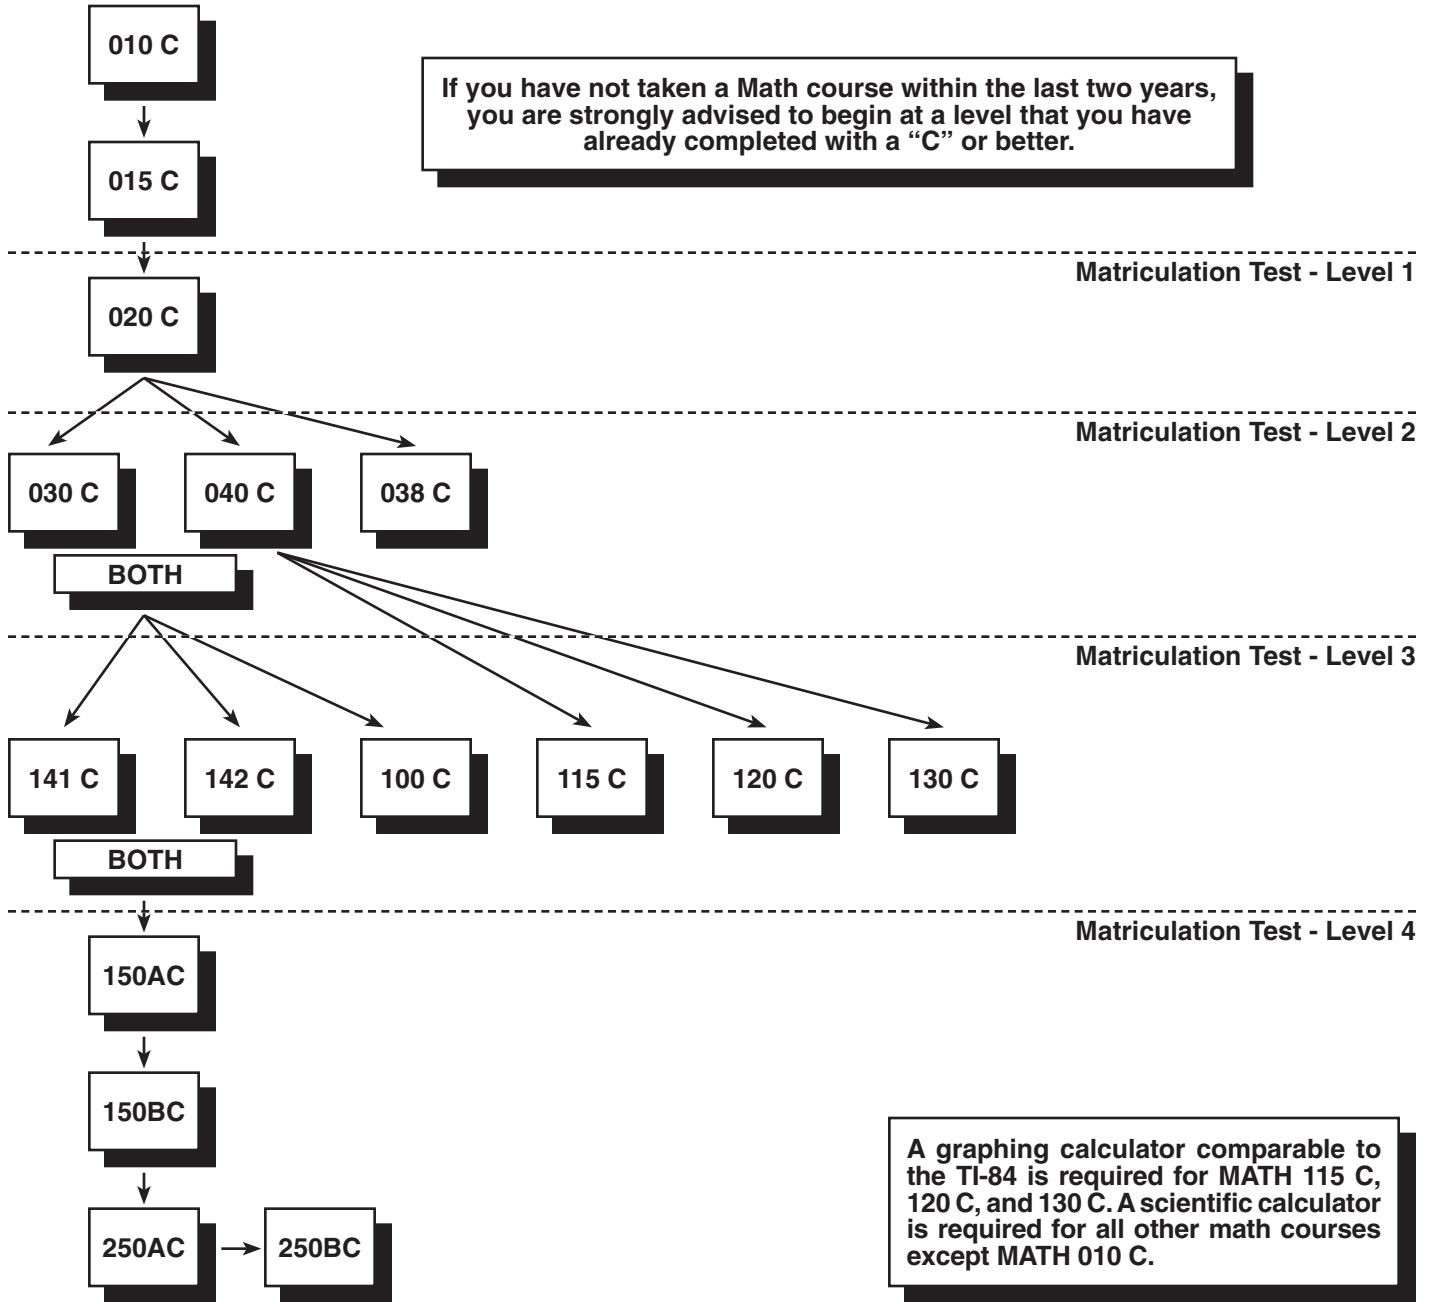 010 C
If you have not taken a Math course within the last two years,
you are strongly advised to begin at a level that you have
already completed with a “C” or better.
015 C
Matriculation Test - Level 1
020 C
Matriculation Test - Level 2
030 C
040 C
038 C
BOTH
Matriculation Test - Level 3
141 C
142 C
100 C
115 C
120 C
130 C
BOTH
Matriculation Test - Level 4
150AC
150BC
250AC
250BC
A graphing calculator comparable to
the TI-84 is required for MATH 115 C,
120 C, and 130 C. A scientific calculator
is required for all other math courses
except MATH 010 C.